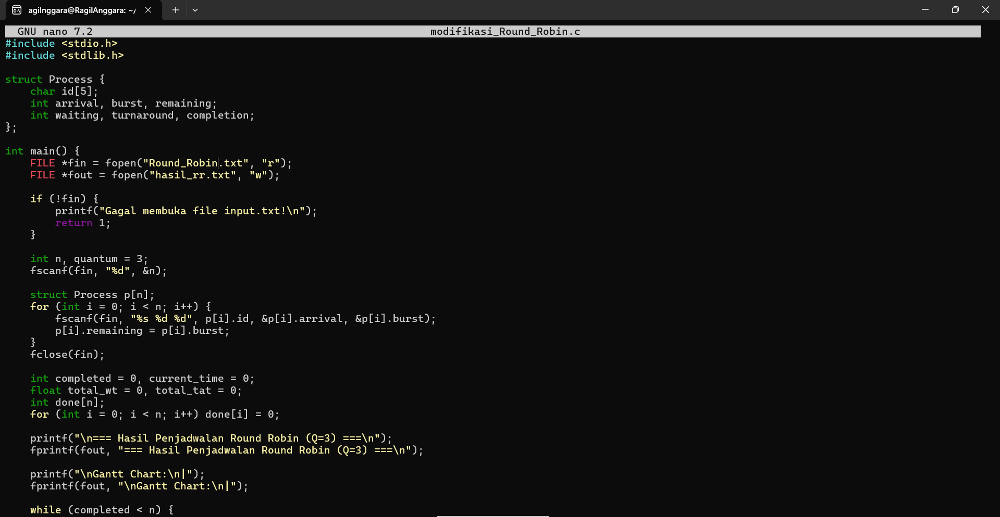 agilnggara@RagilAnggara: ~/
GNU nano 7.2 modifikasi_Round_Robin.c
#include <stdio.h>
#include <stdlib.h>
struct Process {
    char id[5];
    int arrival, burst, remaining;
    int waiting, turnaround, completion;
};
int main() {
    FILE *fin = fopen("Round_Robin.txt", "r");
    FILE *fout = fopen("hasil_rr.txt", "w");
    if (!fin) {
        printf("Gagal membuka file input.txt!\n");
        return 1;
    }
    int n, quantum = 3;
    fscanf(fin, "%d", &n);
    struct Process p[n];
    for (int i = 0; i < n; i++) {
        fscanf(fin, "%s %d %d", p[i].id, &p[i].arrival, &p[i].burst);
        p[i].remaining = p[i].burst;
    }
    fclose(fin);
    int completed = 0, current_time = 0;
    float total_wt = 0, total_tat = 0;
    int done[n];
    for (int i = 0; i < n; i++) done[i] = 0;
    printf("\n=== Hasil Penjadwalan Round Robin (Q=3) ===\n");
    fprintf(fout, "=== Hasil Penjadwalan Round Robin (Q=3) ===\n");
    printf("\nGantt Chart:\n|");
    fprintf(fout, "\nGantt Chart:\n|");
    while (completed < n) {